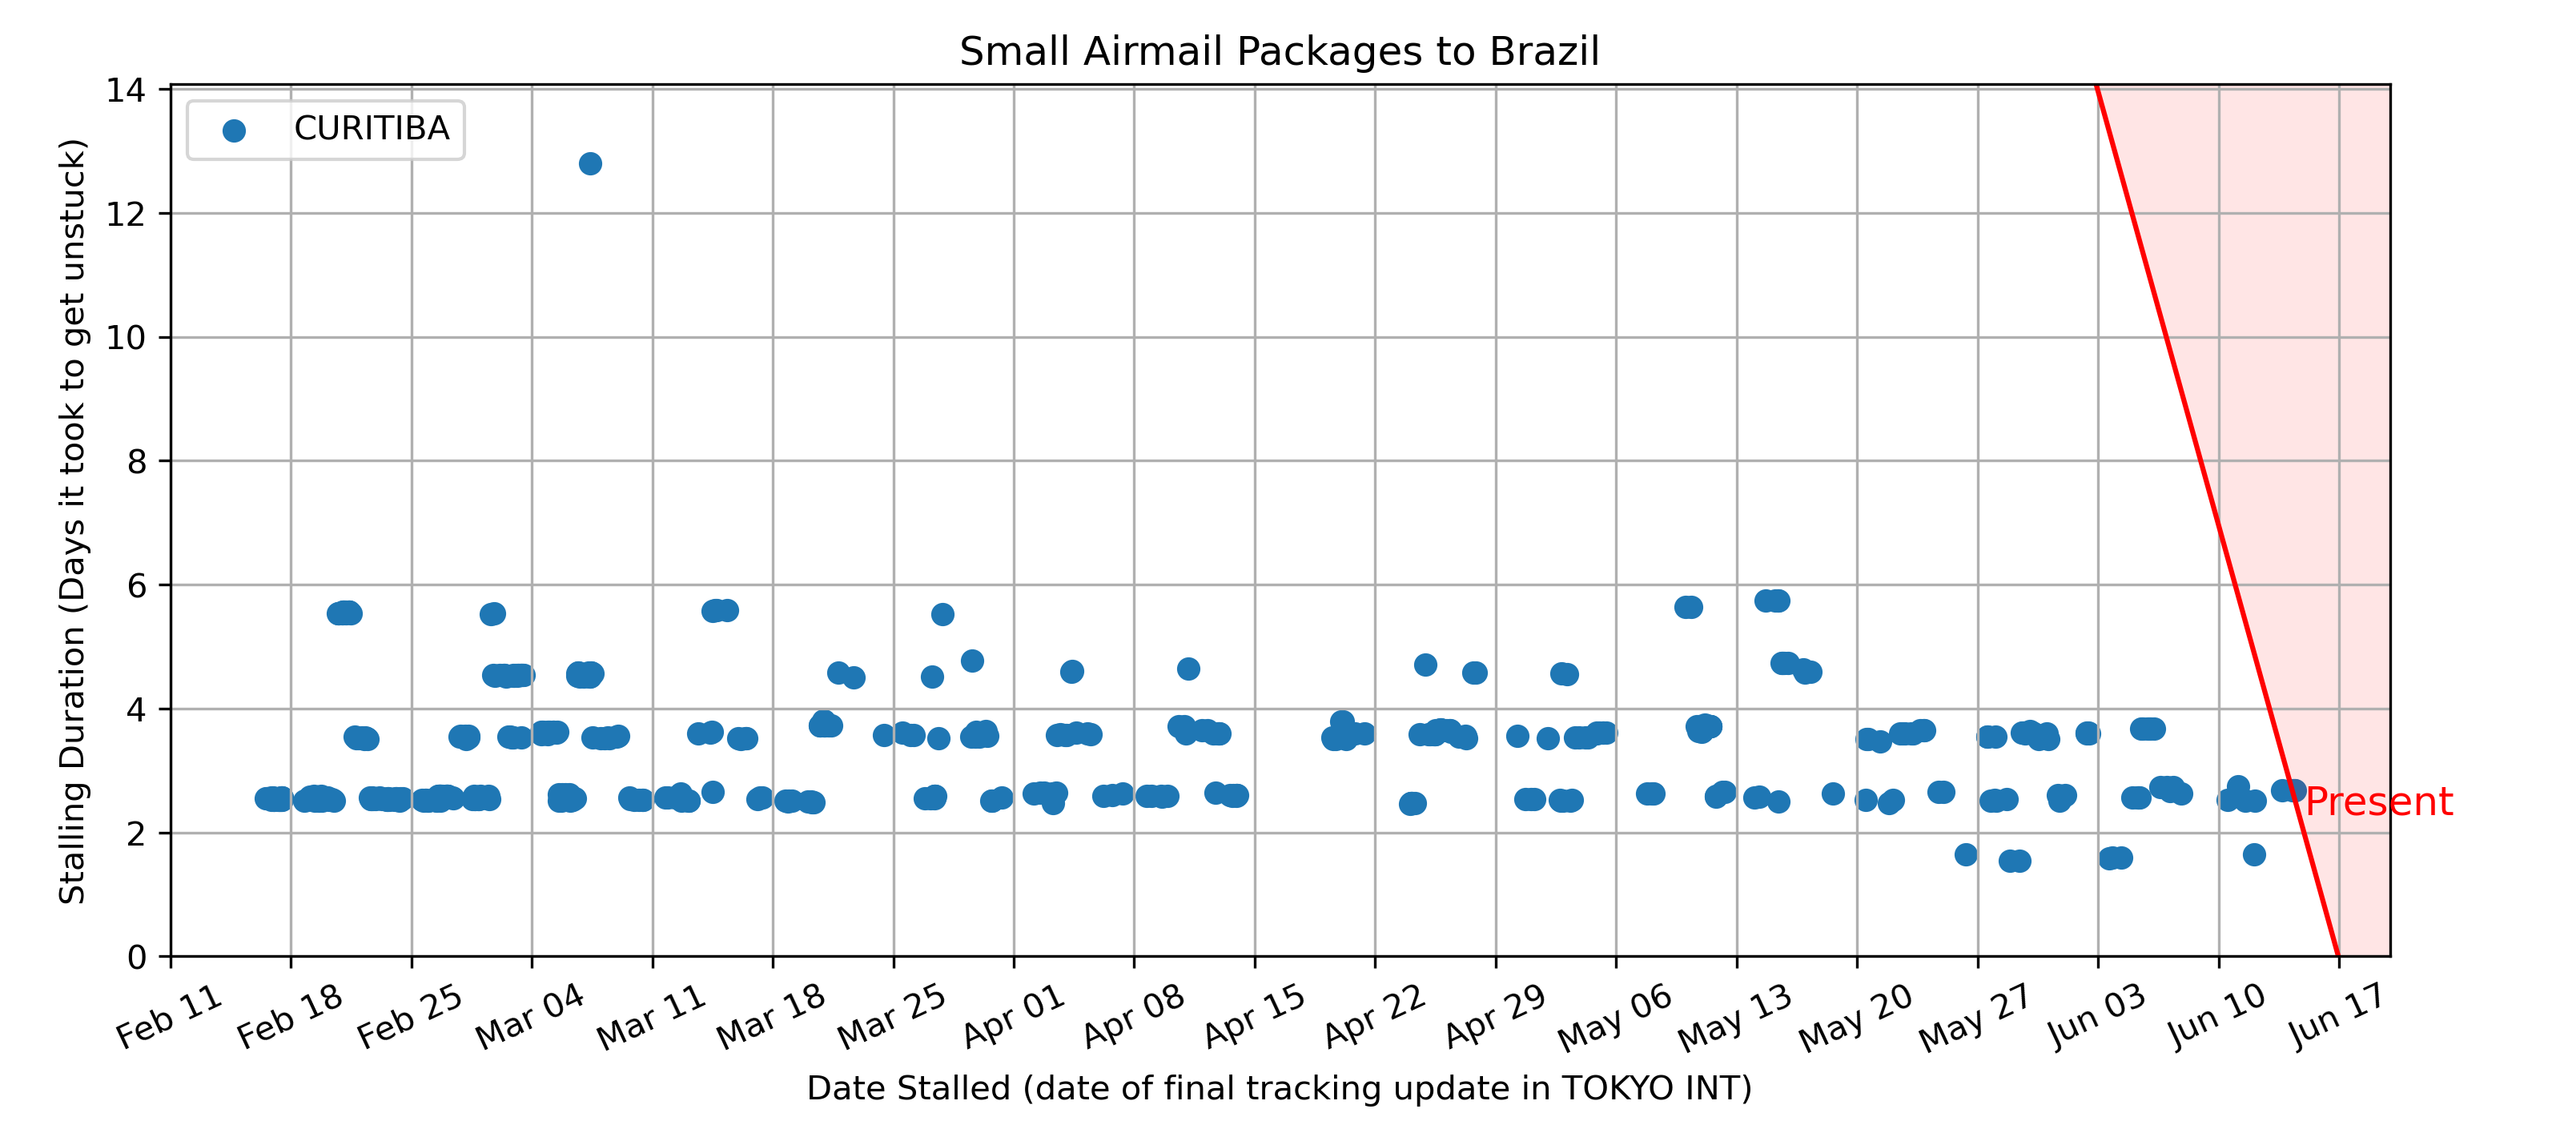 Small Airmail Packages to Brazil
CURITIBA
Stalling Duration (Days it took to get unstuck)
14
12
10
8
6
4
2
0
Present
Feb 11
Feb 18
Feb 25
Mar 04
Mar 11
Mar 18
Mar 25
Apr 01
Apr 08
Apr 15
Apr 22
Apr 29
May 06
May 13
May 20
May 27
Jun 03
Jun 10
Jun 17
Date Stalled (date of final tracking update in TOKYO INT)